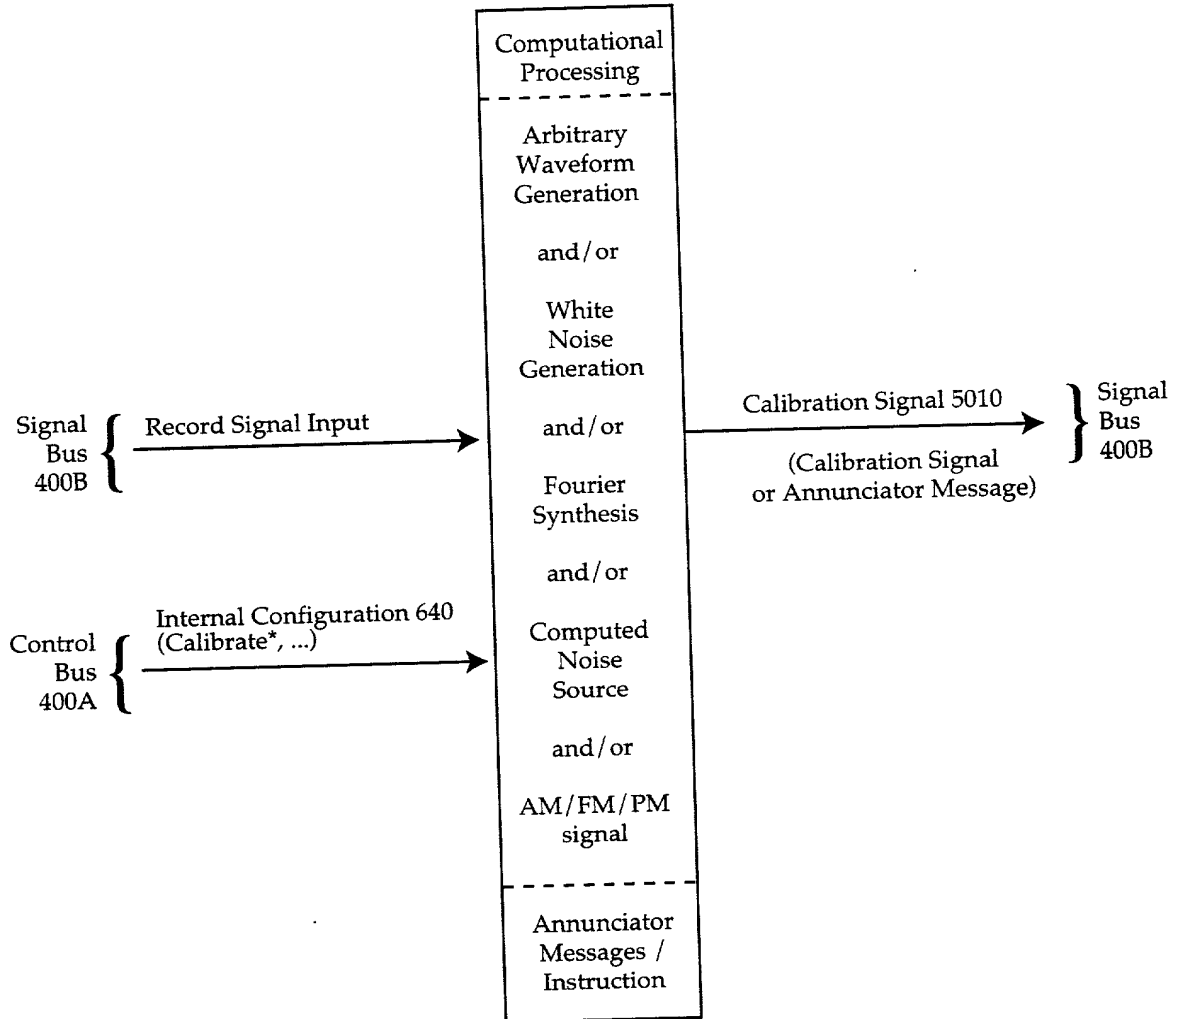 Computational
Processing
Arbitrary
Waveform
Generation
and/or
White
Noise
Generation
and/or
Fourier
Synthesis
and/or
Computed
Noise
Source
and/or
AM/FM/PM
signal
Annunciator
Messages /
Instruction
Signal
Bus
400B
Record Signal Input
Control
Bus
400A
Internal Configuration 640
(Calibrate*, ...)
Calibration Signal 5010
(Calibration Signal
or Annunciator Message)
Signal
Bus
400B